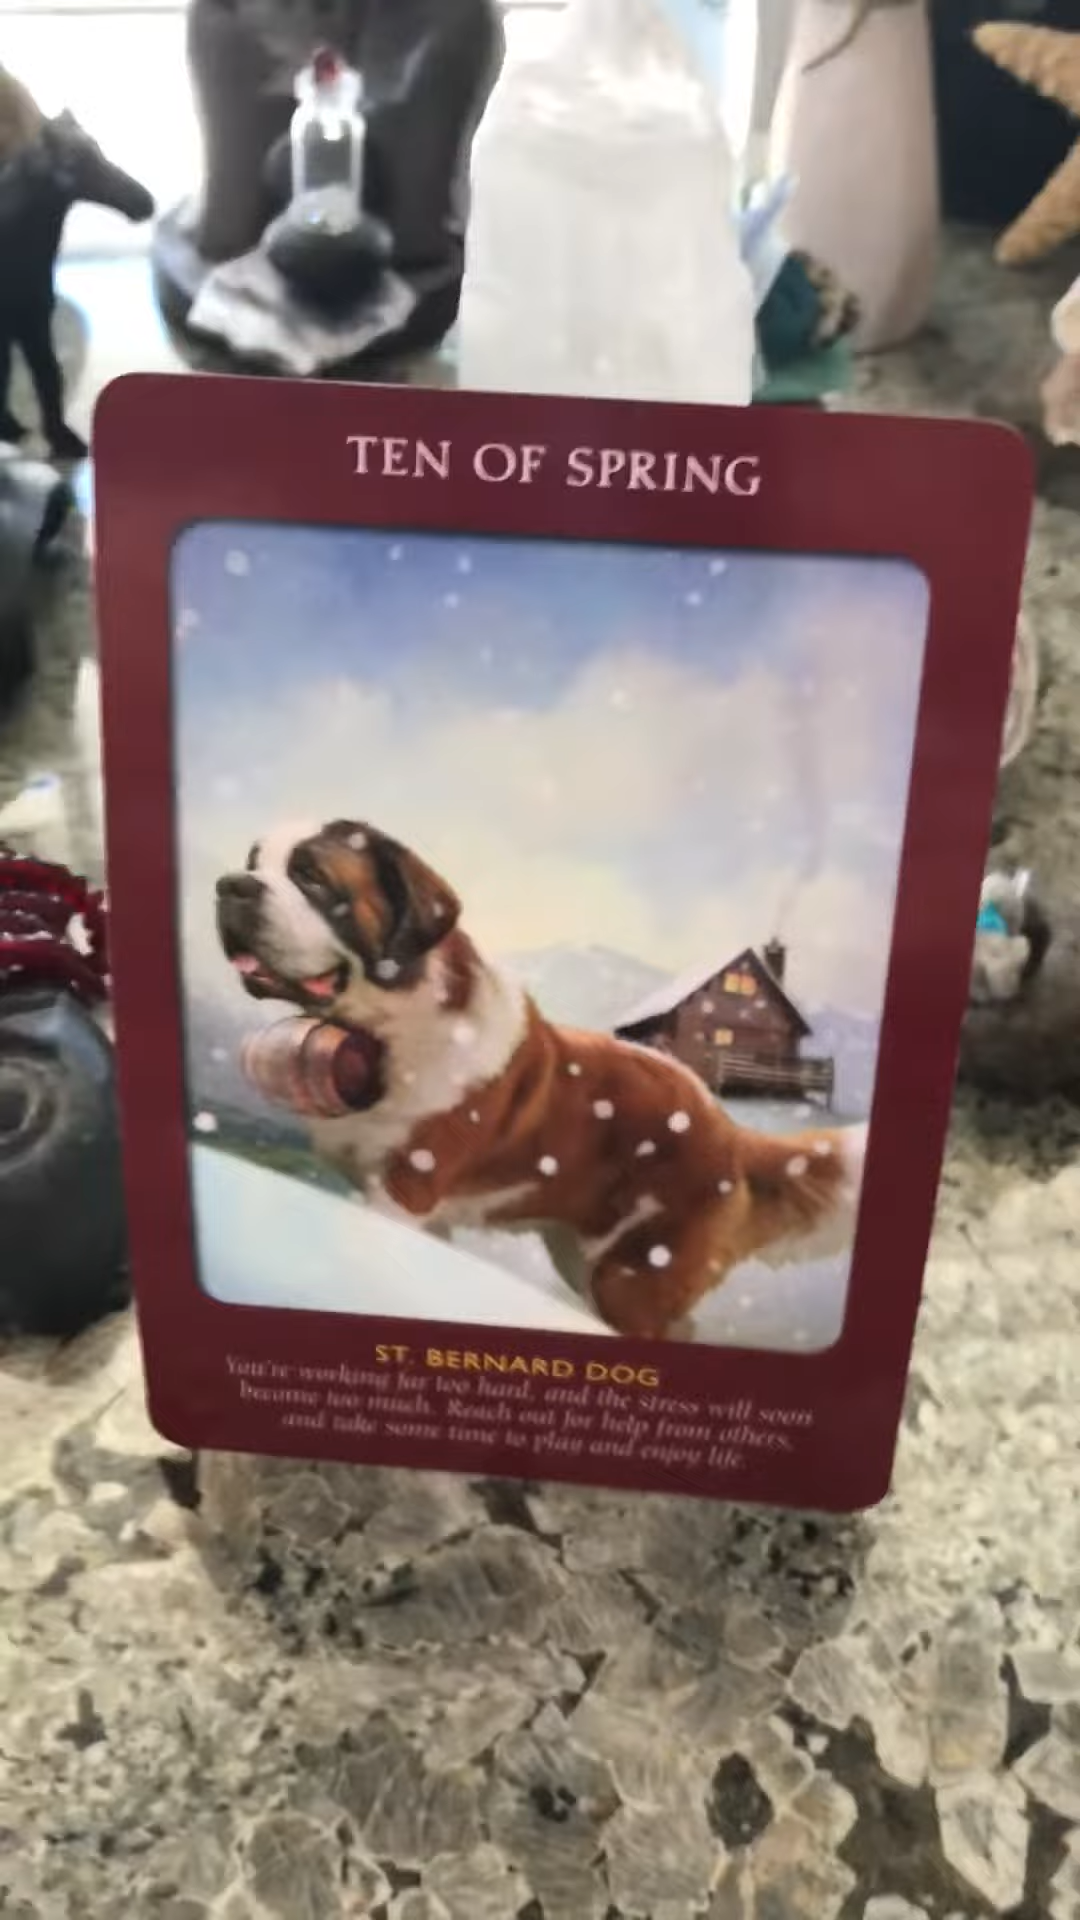 TEN OF SPRING
ST. BERNARD DOG
You're working far too hard, and the stress will soon
become too much. Reach out for help from others,
and take some time to play and enjoy life.